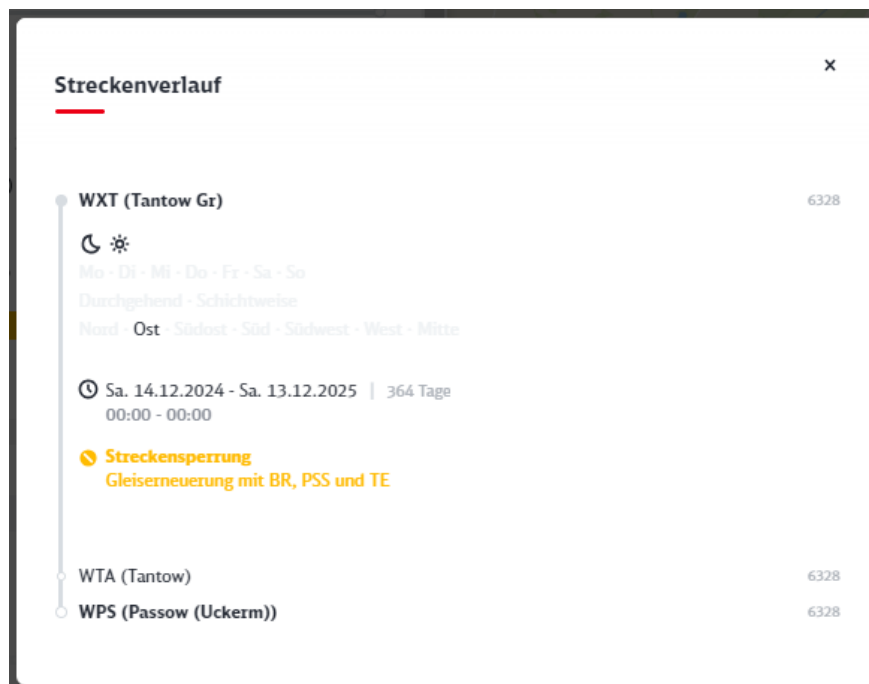 Streckenverlauf
×
WXT (Tantow Gr) 6328
Mo · Di · Mi · Do · Fr · Sa · So
Durchgehend · Schichtweise
Nord · Ost · Südost · Süd · Südwest · West · Mitte
Sa. 14.12.2024 - Sa. 13.12.2025 | 364 Tage
00:00 - 00:00
Streckensperrung
Gleiserneuerung mit BR, PSS und TE
WTA (Tantow) 6328
WPS (Passow (Uckerm)) 6328